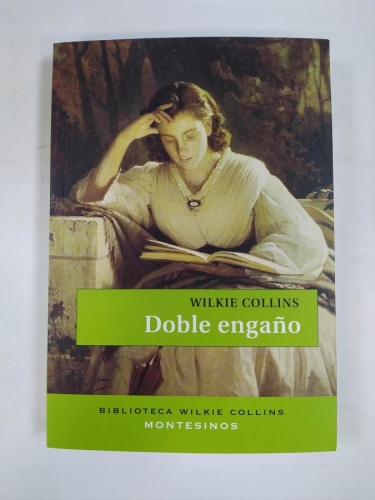 WILKIE COLLINS
Doble engaño
BIBLIOTECA WILKIE COLLINS
MONTESINOS